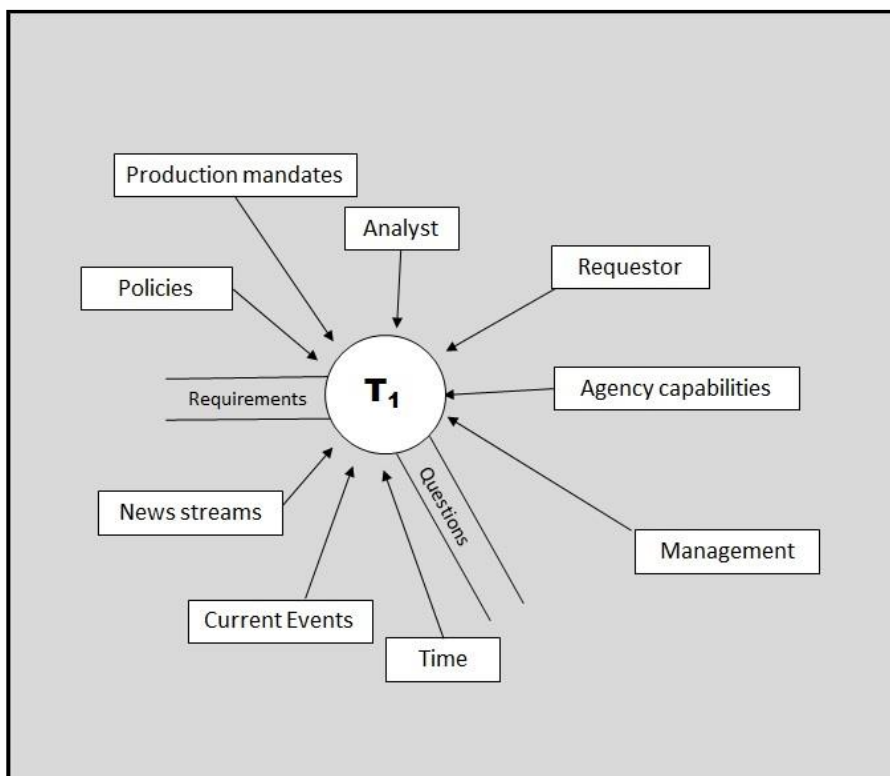 Production mandates
Analyst
Requestor
Policies
T₁
Agency capabilities
Requirements
Questions
News streams
Management
Current Events
Time